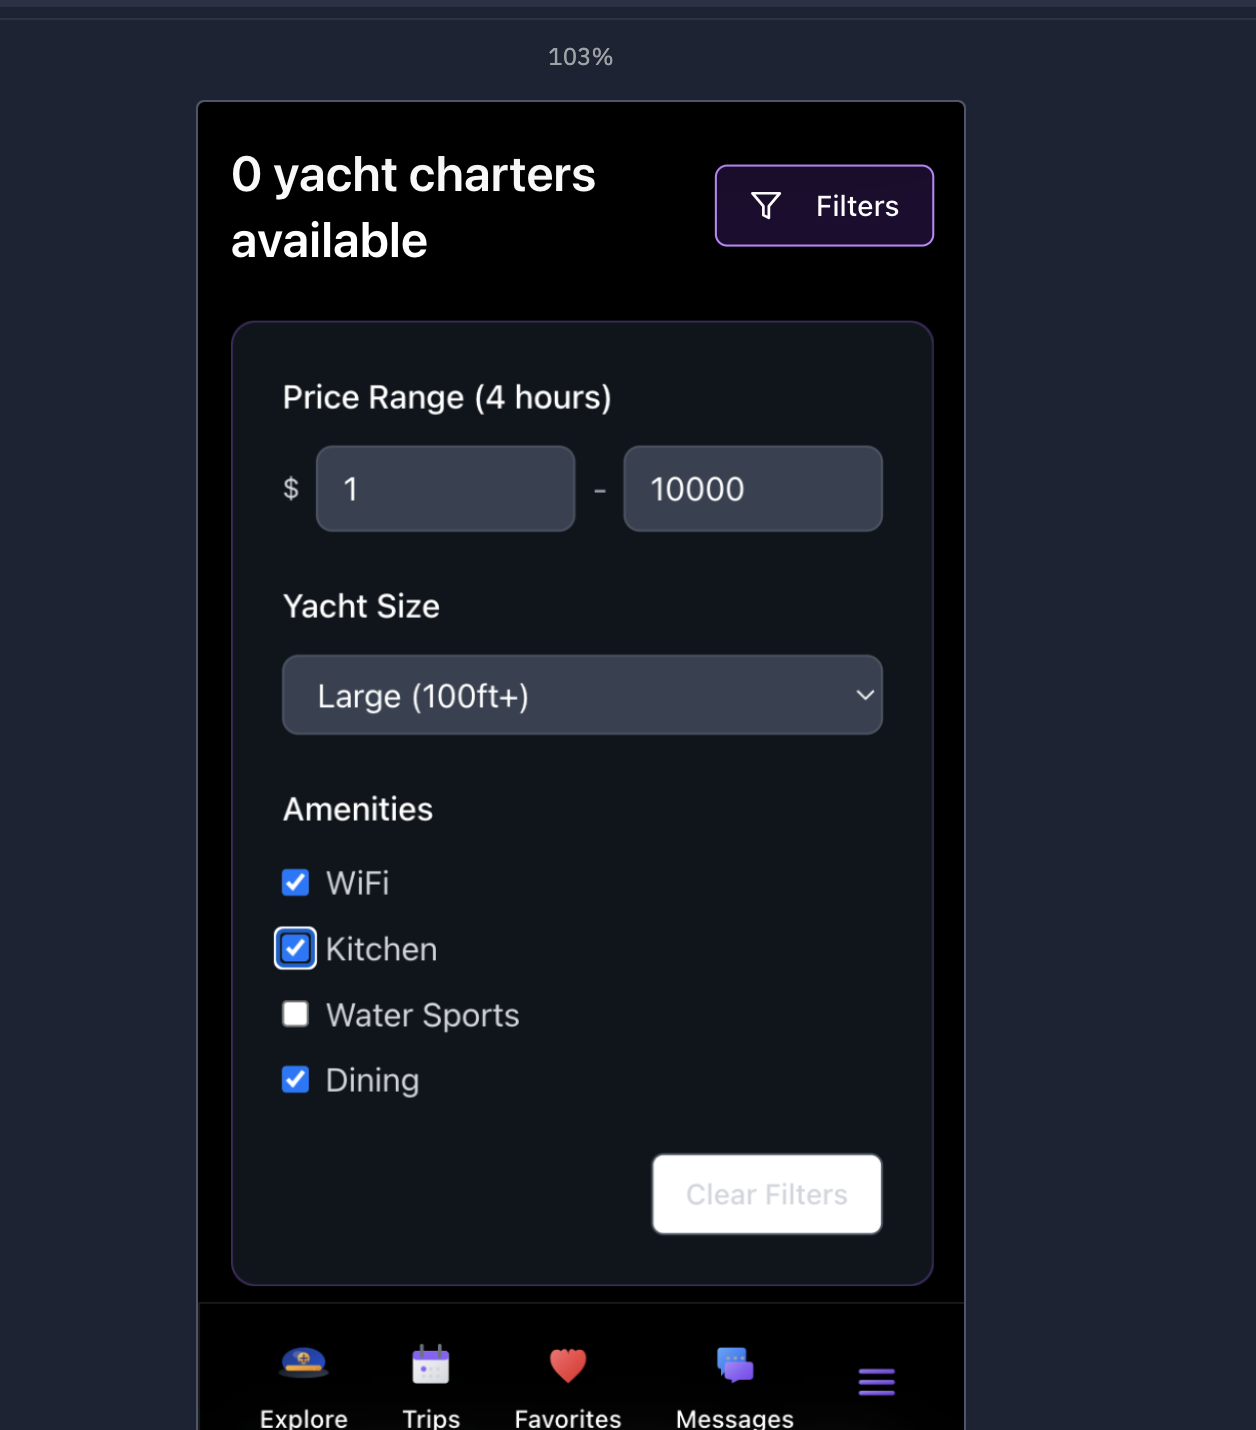 103%
0 yacht charters
available
Filters
Price Range (4 hours)
$ 1 - 10000
Yacht Size
Large (100ft+)
Amenities
WiFi
Kitchen
Water Sports
Dining
Clear Filters
Explore Trips Favorites Messages